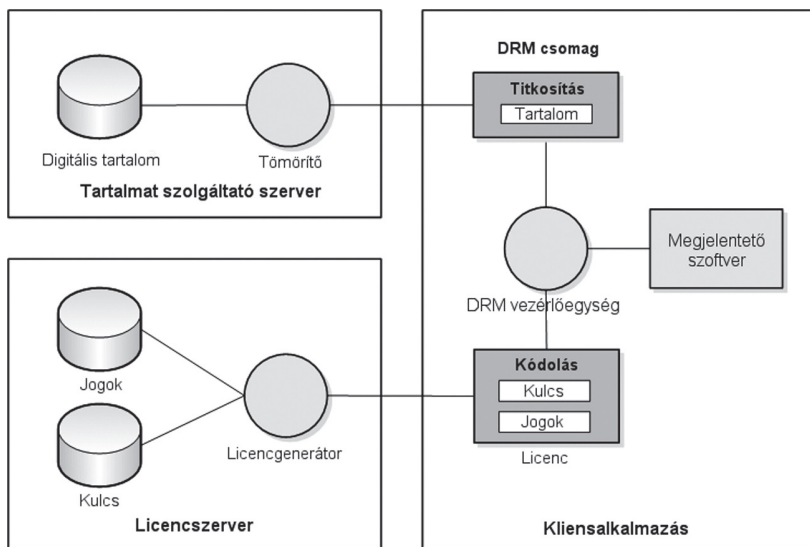 Digitális tartalom
Tömörítő
Tartalmat szolgáltató szerver
Jogok
Kulcs
Licencgenerátor
Licencszerver
DRM csomag
Titkosítás
Tartalom
DRM vezérlőegység
Megjelentető
szoftver
Kódolás
Kulcs
Jogok
Licenc
Kliensalkalmazás